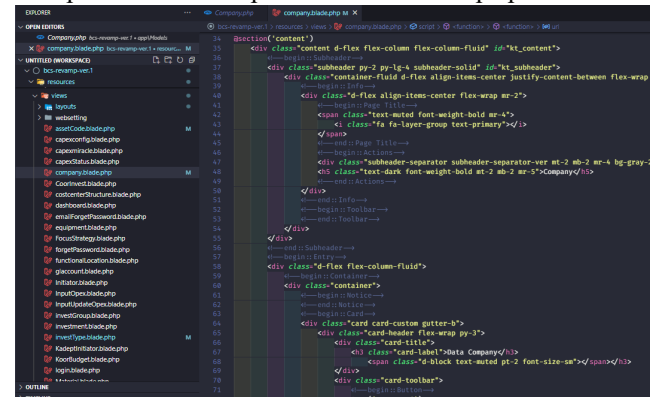 EXPLORER
OPEN EDITORS
Company.php bcs-revamp-ver.1 • app\Models
company.blade.php bcs-revamp-ver.1 • resourc... M
UNTITLED (WORKSPACE)
bcs-revamp-ver.1
resources
views
layouts
websetting
assetCode.blade.php M
capexconfig.blade.php
capexmiracle.blade.php
capexStatus.blade.php
company.blade.php M
CoorInvest.blade.php
costcenterStructure.blade.php
dashboard.blade.php
emailForgetPassword.blade.php
equipment.blade.php
FocusStrategy.blade.php
forgetPassword.blade.php
functionalLocation.blade.php
glaccount.blade.php
Initiator.blade.php
InputOpex.blade.php
InputUpdateOpex.blade.php
investGroup.blade.php
investment.blade.php
investType.blade.php M
KadeptInitiator.blade.php
KoorBudget.blade.php
login.blade.php
Material.blade.php
OUTLINE
TIMELINE
Company.php
company.blade.php M
bcs-revamp-ver.1 > resources > views > company.blade.php > script > <function> > <function> > url
34 @section('content')
35 <div class="content d-flex flex-column flex-column-fluid" id="kt_content">
36 <!--begin::Subheader-->
37 <div class="subheader py-2 py-lg-4 subheader-solid" id="kt_subheader">
38 <div class="container-fluid d-flex align-items-center justify-content-between flex-wrap
39 <!--begin::Info-->
40 <div class="d-flex align-items-center flex-wrap mr-2">
41 <!--begin::Page Title-->
42 <span class="text-muted font-weight-bold mr-4">
43 <i class="fa fa-layer-group text-primary"></i>
44 </span>
45 <!--end::Page Title-->
46 <!--begin::Actions-->
47 <div class="subheader-separator subheader-separator-ver mt-2 mb-2 mr-4 bg-gray-2
48 <h5 class="text-dark font-weight-bold mt-2 mb-2 mr-5">Company</h5>
49 <!--end::Actions-->
50 </div>
51 <!--end::Info-->
52 <!--begin::Toolbar-->
53 <!--end::Toolbar-->
54 </div>
55 </div>
56 <!--end::Subheader-->
57 <!--begin::Entry-->
58 <div class="d-flex flex-column-fluid">
59 <!--begin::Container-->
60 <div class="container">
61 <!--begin::Notice-->
62 <!--end::Notice-->
63 <!--begin::Card-->
64 <div class="card card-custom gutter-b">
65 <div class="card-header flex-wrap py-3">
66 <div class="card-title">
67 <h3 class="card-label">Data Company</h3>
68 <span class="d-block text-muted pt-2 font-size-sm"></span></h3>
69 </div>
70 <div class="card-toolbar">
71 <!--begin::Button-->